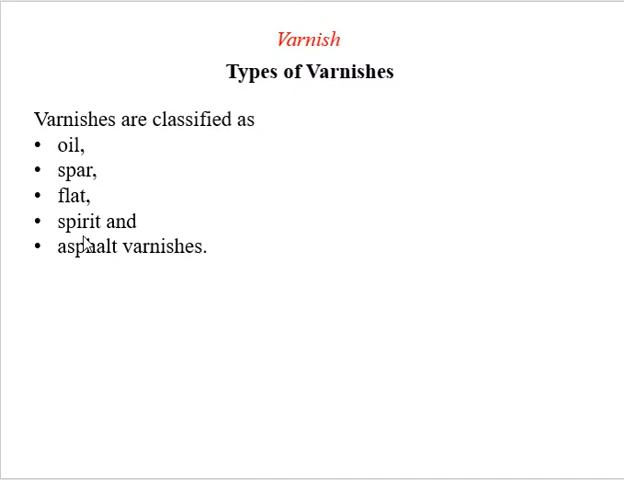 Varnish
Types of Varnishes
Varnishes are classified as
• oil,
• spar,
• flat,
• spirit and
• asphalt varnishes.